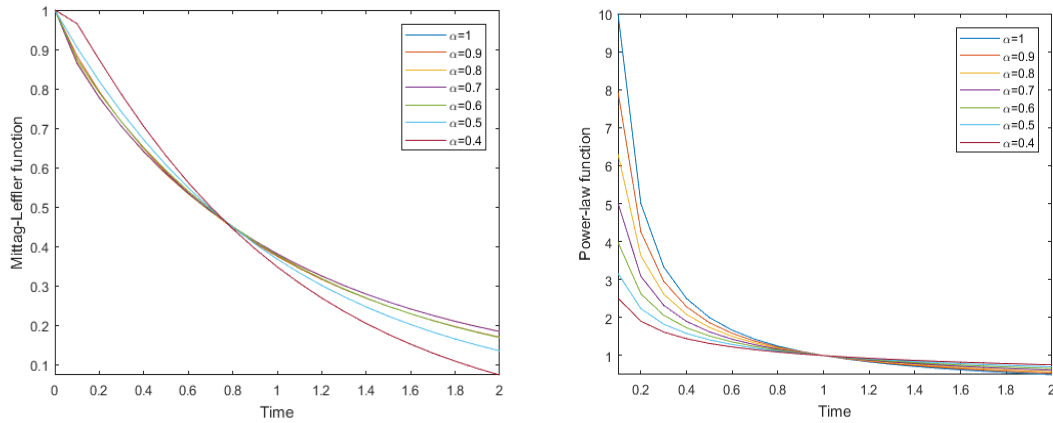 1
0.9
0.8
0.7
0.6
0.5
0.4
0.3
0.2
0.1
Mittag-Leffler function
0 0.2 0.4 0.6 0.8 1 1.2 1.4 1.6 1.8 2
Time
α=1
α=0.9
α=0.8
α=0.7
α=0.6
α=0.5
α=0.4
10
9
8
7
6
5
4
3
2
1
Power-law function
0.2 0.4 0.6 0.8 1 1.2 1.4 1.6 1.8 2
Time
α=1
α=0.9
α=0.8
α=0.7
α=0.6
α=0.5
α=0.4